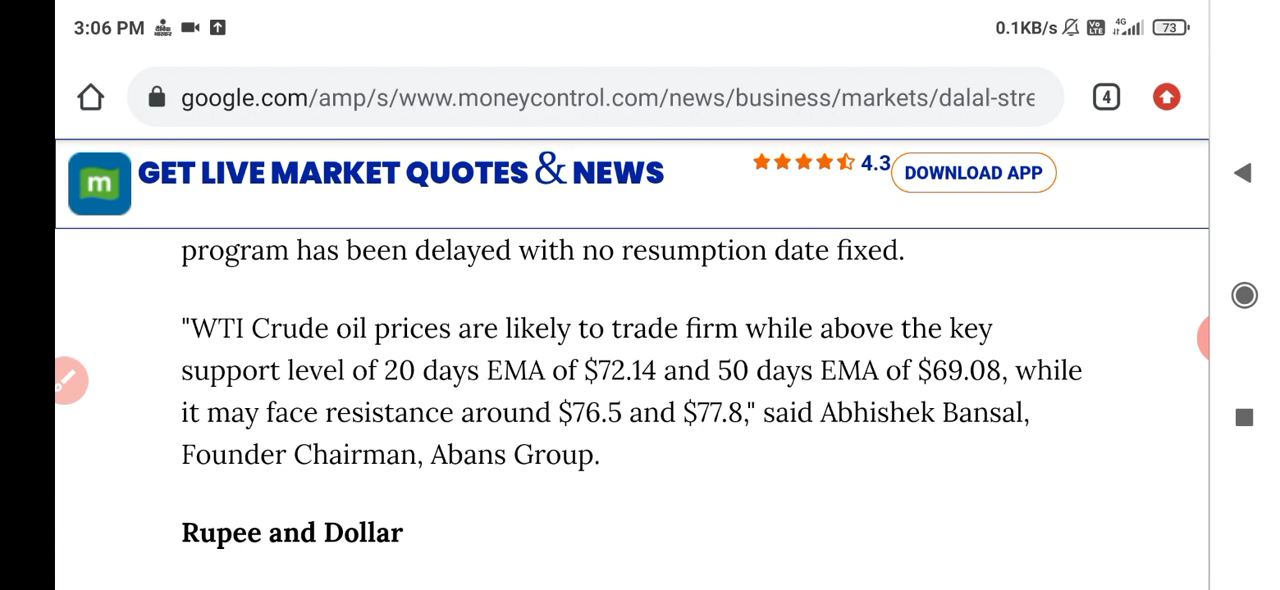 3:06 PM
0.1KB/s 4G 73
google.com/amp/s/www.moneycontrol.com/news/business/markets/dalal-stre
4
m GET LIVE MARKET QUOTES & NEWS 4.3 DOWNLOAD APP
program has been delayed with no resumption date fixed.
"WTI Crude oil prices are likely to trade firm while above the key
support level of 20 days EMA of $72.14 and 50 days EMA of $69.08, while
it may face resistance around $76.5 and $77.8," said Abhishek Bansal,
Founder Chairman, Abans Group.
Rupee and Dollar